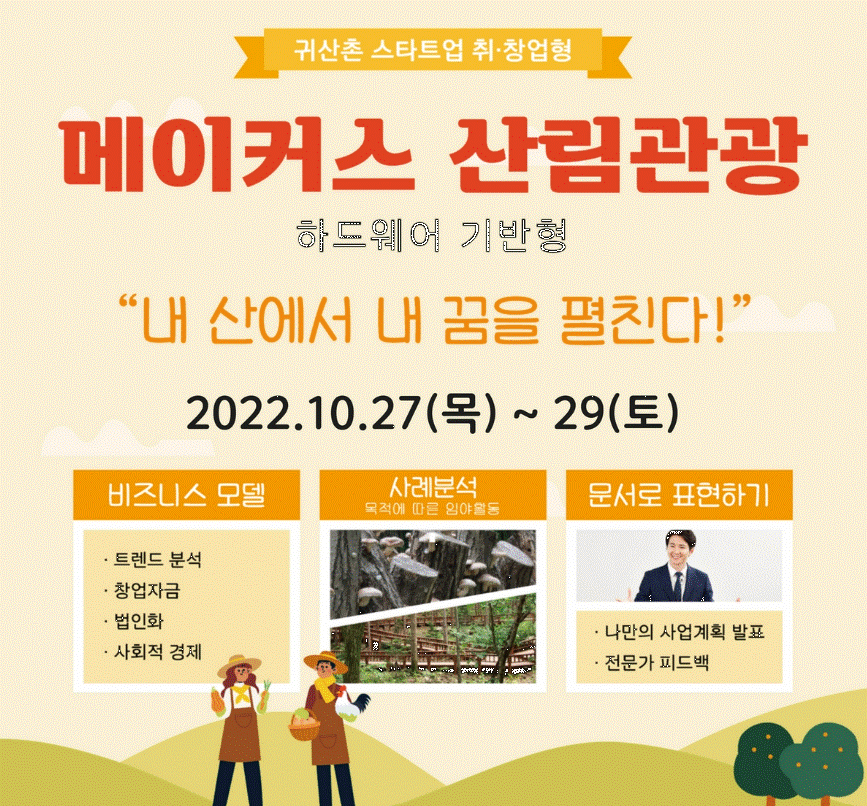 귀산촌 스타트업 취·창업형
메이커스 산림관광
하드웨어 기반형
“내 산에서 내 꿈을 펼친다!”
2022.10.27(목) ~ 29(토)
비즈니스 모델
· 트렌드 분석
· 창업자금
· 법인화
· 사회적 경제
사례분석
목적에 따른 임야활동
문서로 표현하기
· 나만의 사업계획 발표
· 전문가 피드백